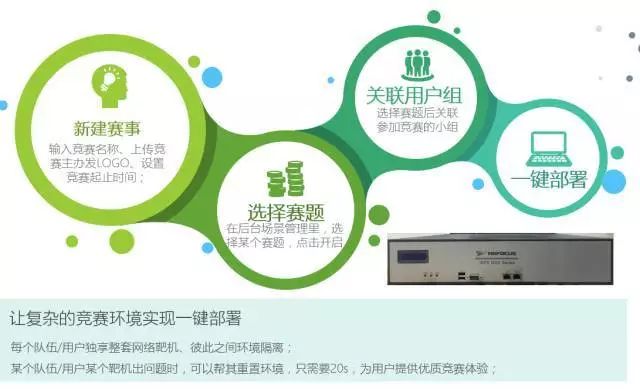 新建赛事
输入竞赛名称、上传竞
赛主办发LOGO、设置
竞赛起止时间；
选择赛题
在后台场景管理里，选
择某个赛题，点击开启
关联用户组
选择赛题后关联
参加竞赛的小组
一键部署
TOPFOCUS
让复杂的竞赛环境实现一键部署
每个队伍/用户独享整套网络靶机、彼此之间环境隔离；
某个队伍/用户某个靶机出问题时，可以帮其重置环境，只需要20s，为用户提供优质竞赛体验；